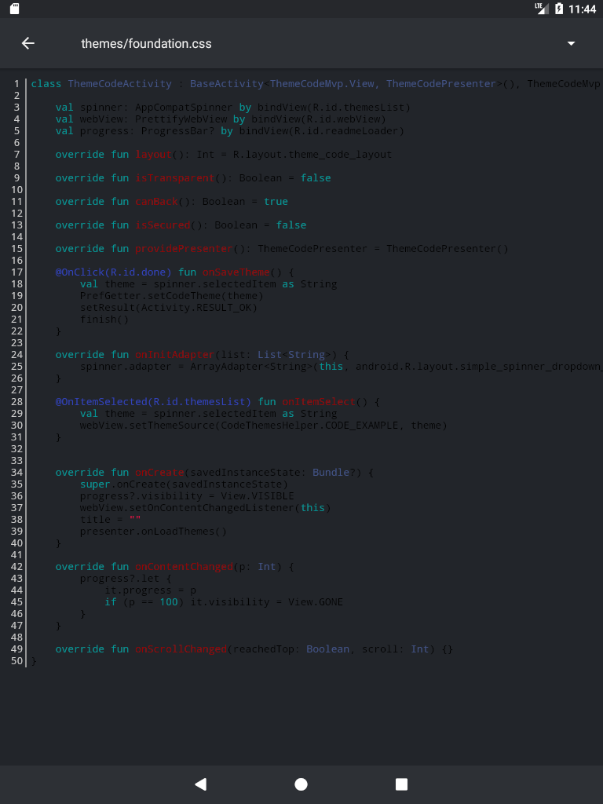 LTE 11:44
themes/foundation.css
1 class ThemeCodeActivity : BaseActivity<ThemeCodeMvp.View, ThemeCodePresenter>(), ThemeCodeMvp
2
3 val spinner: AppCompatSpinner by bindView(R.id.themesList)
4 val webView: PrettifyWebView by bindView(R.id.webView)
5 val progress: ProgressBar? by bindView(R.id.readmeLoader)
6
7 override fun layout(): Int = R.layout.theme_code_layout
8
9 override fun isTransparent(): Boolean = false
10
11 override fun canBack(): Boolean = true
12
13 override fun isSecured(): Boolean = false
14
15 override fun providePresenter(): ThemeCodePresenter = ThemeCodePresenter()
16
17 @OnClick(R.id.done) fun onSaveTheme() {
18 val theme = spinner.selectedItem as String
19 PrefGetter.setCodeTheme(theme)
20 setResult(Activity.RESULT_OK)
21 finish()
22 }
23
24 override fun onInitAdapter(list: List<String>) {
25 spinner.adapter = ArrayAdapter<String>(this, android.R.layout.simple_spinner_dropdown_
26 }
27
28 @OnItemSelected(R.id.themesList) fun onItemSelect() {
29 val theme = spinner.selectedItem as String
30 webView.setThemeSource(CodeThemesHelper.CODE_EXAMPLE, theme)
31 }
32
33
34 override fun onCreate(savedInstanceState: Bundle?) {
35 super.onCreate(savedInstanceState)
36 progress?.visibility = View.VISIBLE
37 webView.setOnContentChangedListener(this)
38 title = ""
39 presenter.onLoadThemes()
40 }
41
42 override fun onContentChanged(p: Int) {
43 progress?.let {
44 it.progress = p
45 if (p == 100) it.visibility = View.GONE
46 }
47 }
48
49 override fun onScrollChanged(reachedTop: Boolean, scroll: Int) {}
50 }